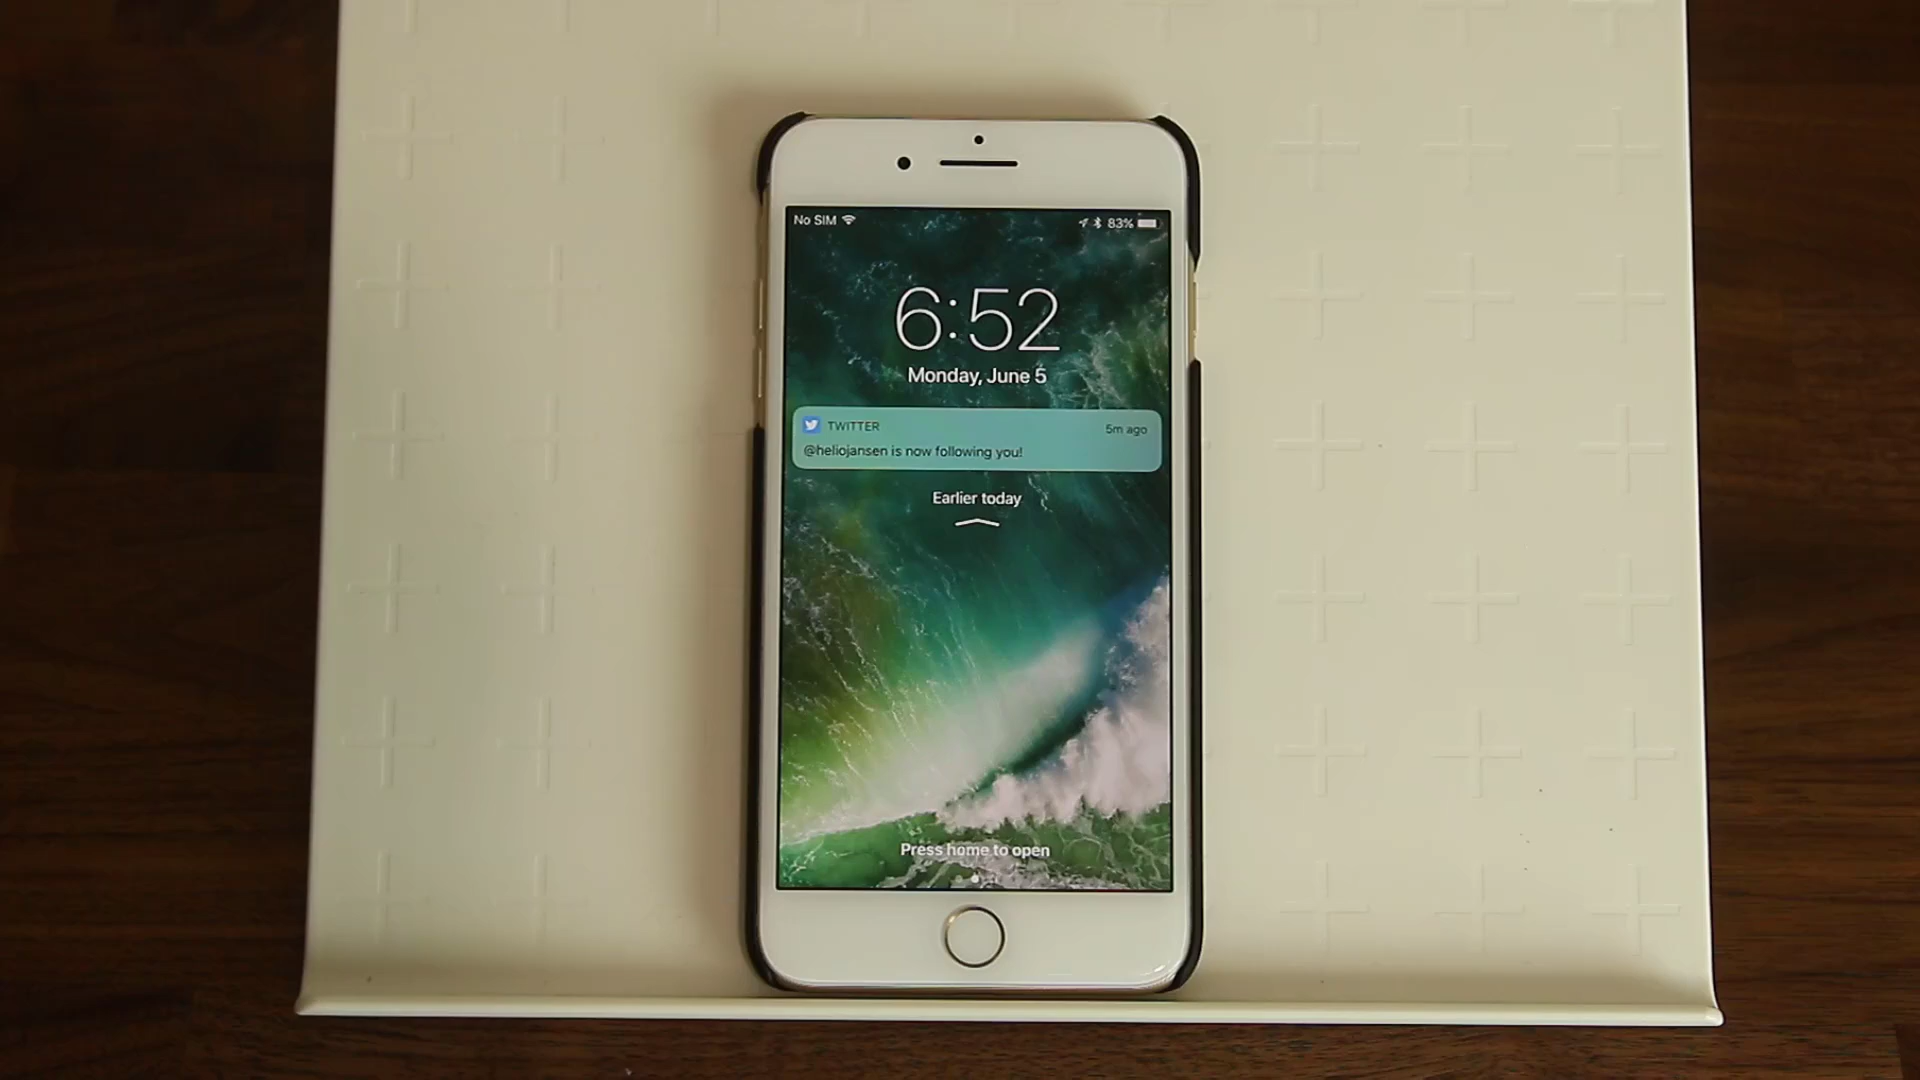 No SIM
83%
6:52
Monday, June 5
TWITTER
5m ago
@heliojansen is now following you!
Earlier today
Press home to open